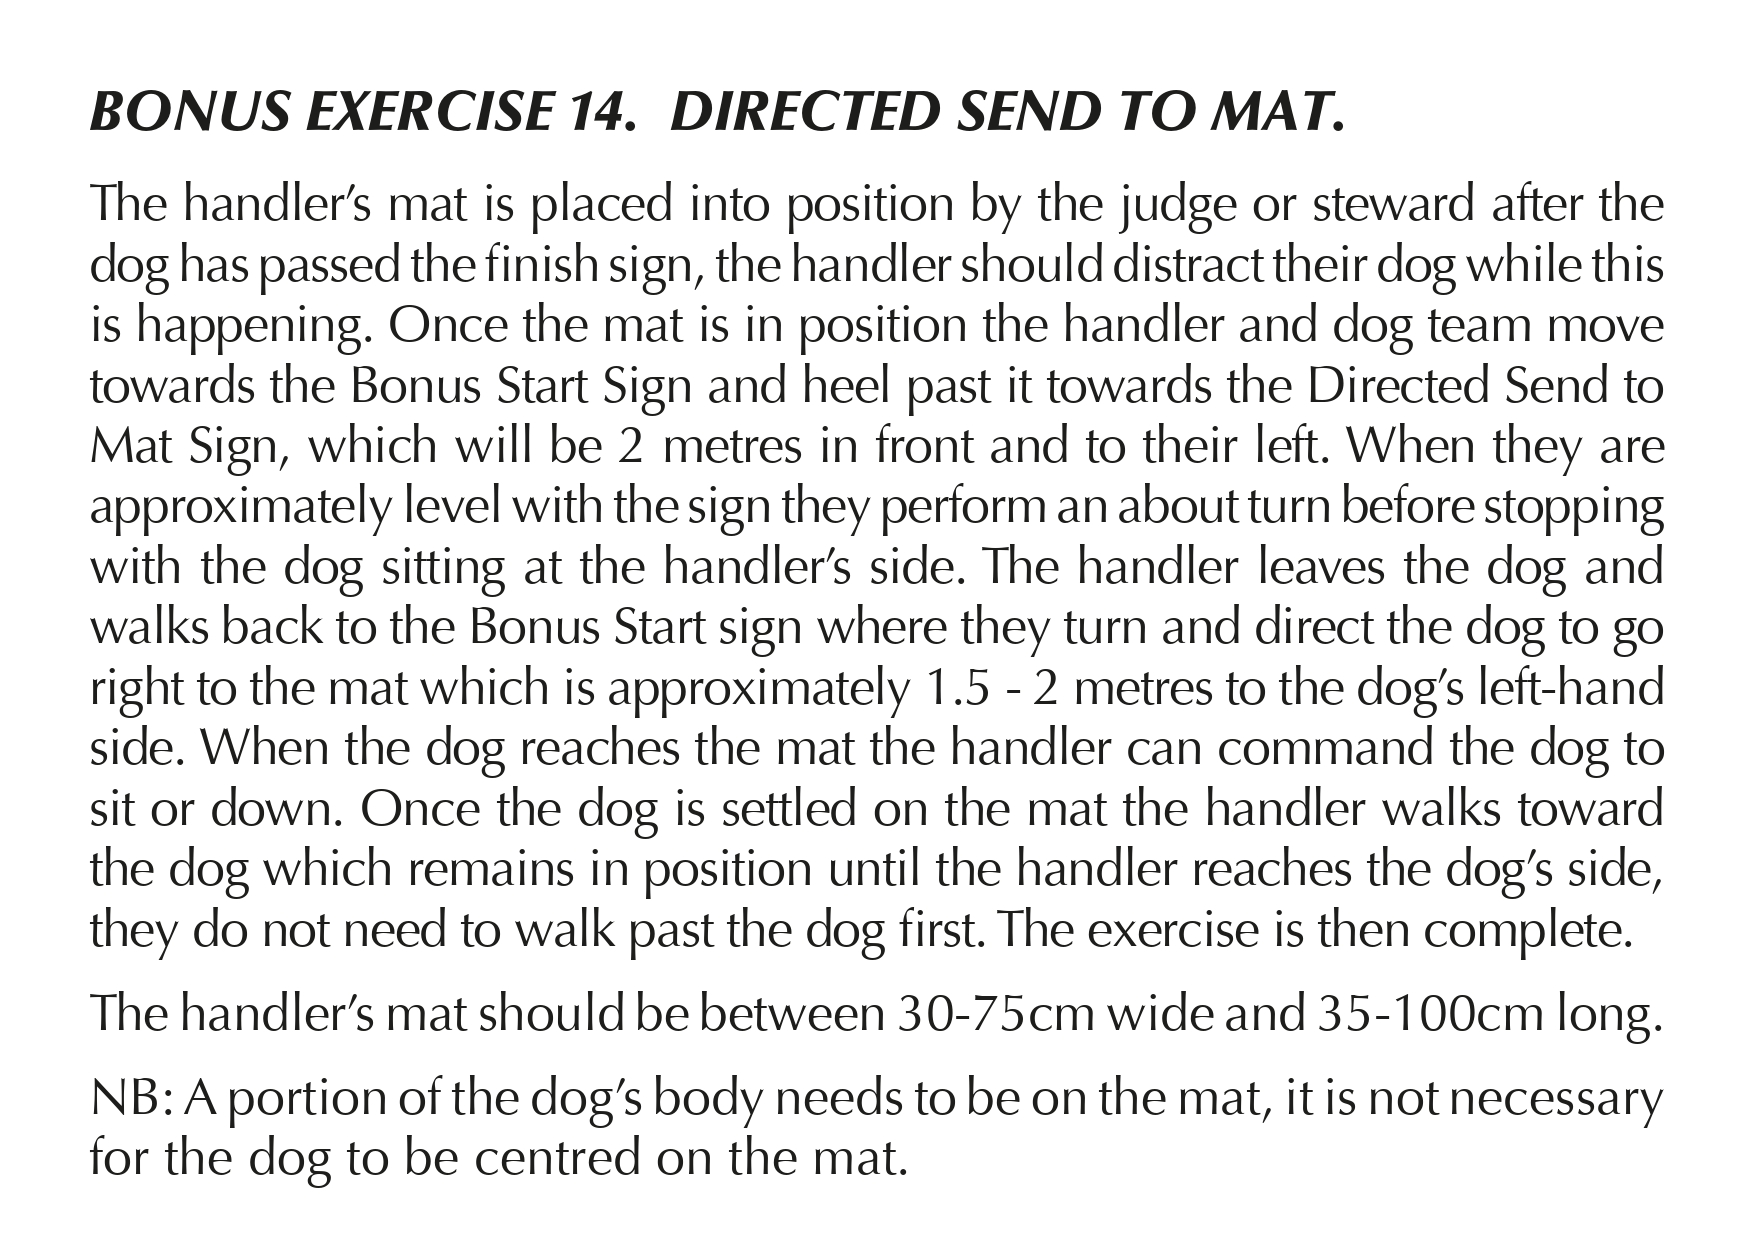 BONUS EXERCISE 14. DIRECTED SEND TO MAT.
The handler's mat is placed into position by the judge or steward after the
dog has passed the finish sign, the handler should distract their dog while this
is happening. Once the mat is in position the handler and dog team move
towards the Bonus Start Sign and heel past it towards the Directed Send to
Mat Sign, which will be 2 metres in front and to their left. When they are
approximately level with the sign they perform an about turn before stopping
with the dog sitting at the handler's side. The handler leaves the dog and
walks back to the Bonus Start sign where they turn and direct the dog to go
right to the mat which is approximately 1.5 - 2 metres to the dog's left-hand
side. When the dog reaches the mat the handler can command the dog to
sit or down. Once the dog is settled on the mat the handler walks toward
the dog which remains in position until the handler reaches the dog's side,
they do not need to walk past the dog first. The exercise is then complete.
The handler's mat should be between 30-75cm wide and 35-100cm long.
NB: A portion of the dog's body needs to be on the mat, it is not necessary
for the dog to be centred on the mat.